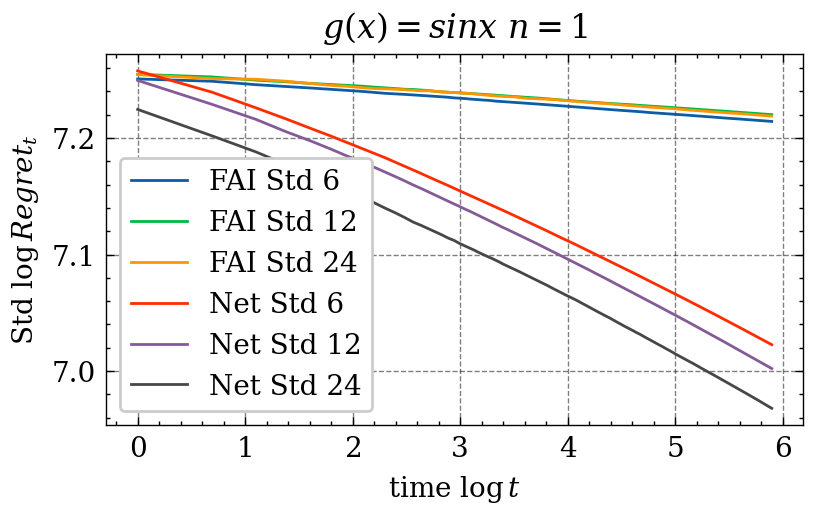 g(x) = sinx n = 1
Std log Regret_t
7.2
7.1
7.0
FAI Std 6
FAI Std 12
FAI Std 24
Net Std 6
Net Std 12
Net Std 24
0 1 2 3 4 5 6
time log t